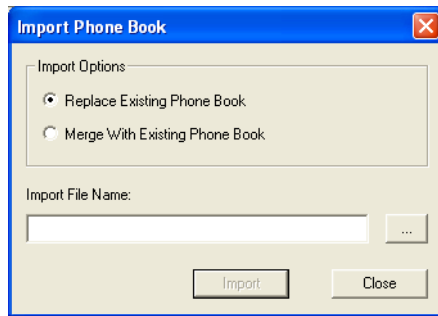 Import Phone Book
Import Options
Replace Existing Phone Book
Merge With Existing Phone Book
Import File Name:
...
Import
Close